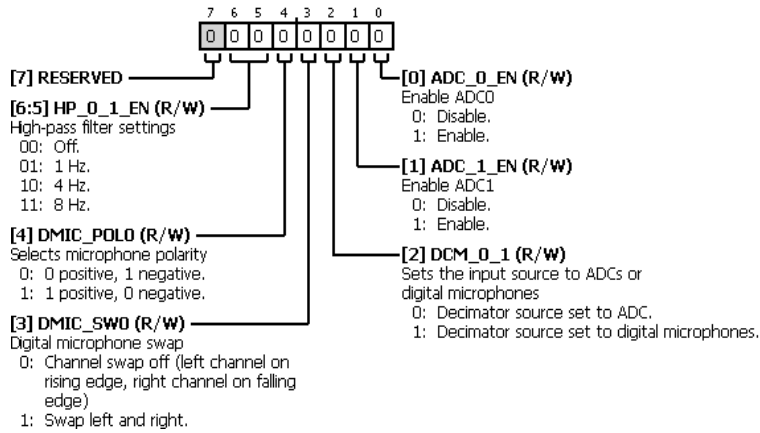 7 6 5 4 3 2 1 0
0 0 0 0 0 0 0 0
[7] RESERVED
[6:5] HP_0_1_EN (R/W)
High-pass filter settings
00: Off.
01: 1 Hz.
10: 4 Hz.
11: 8 Hz.
[4] DMIC_POL0 (R/W)
Selects microphone polarity
0: 0 positive, 1 negative.
1: 1 positive, 0 negative.
[3] DMIC_SW0 (R/W)
Digital microphone swap
0: Channel swap off (left channel on
rising edge, right channel on falling
edge)
1: Swap left and right.
[0] ADC_0_EN (R/W)
Enable ADC0
0: Disable.
1: Enable.
[1] ADC_1_EN (R/W)
Enable ADC1
0: Disable.
1: Enable.
[2] DCM_0_1 (R/W)
Sets the input source to ADCs or
digital microphones
0: Decimator source set to ADC.
1: Decimator source set to digital microphones.